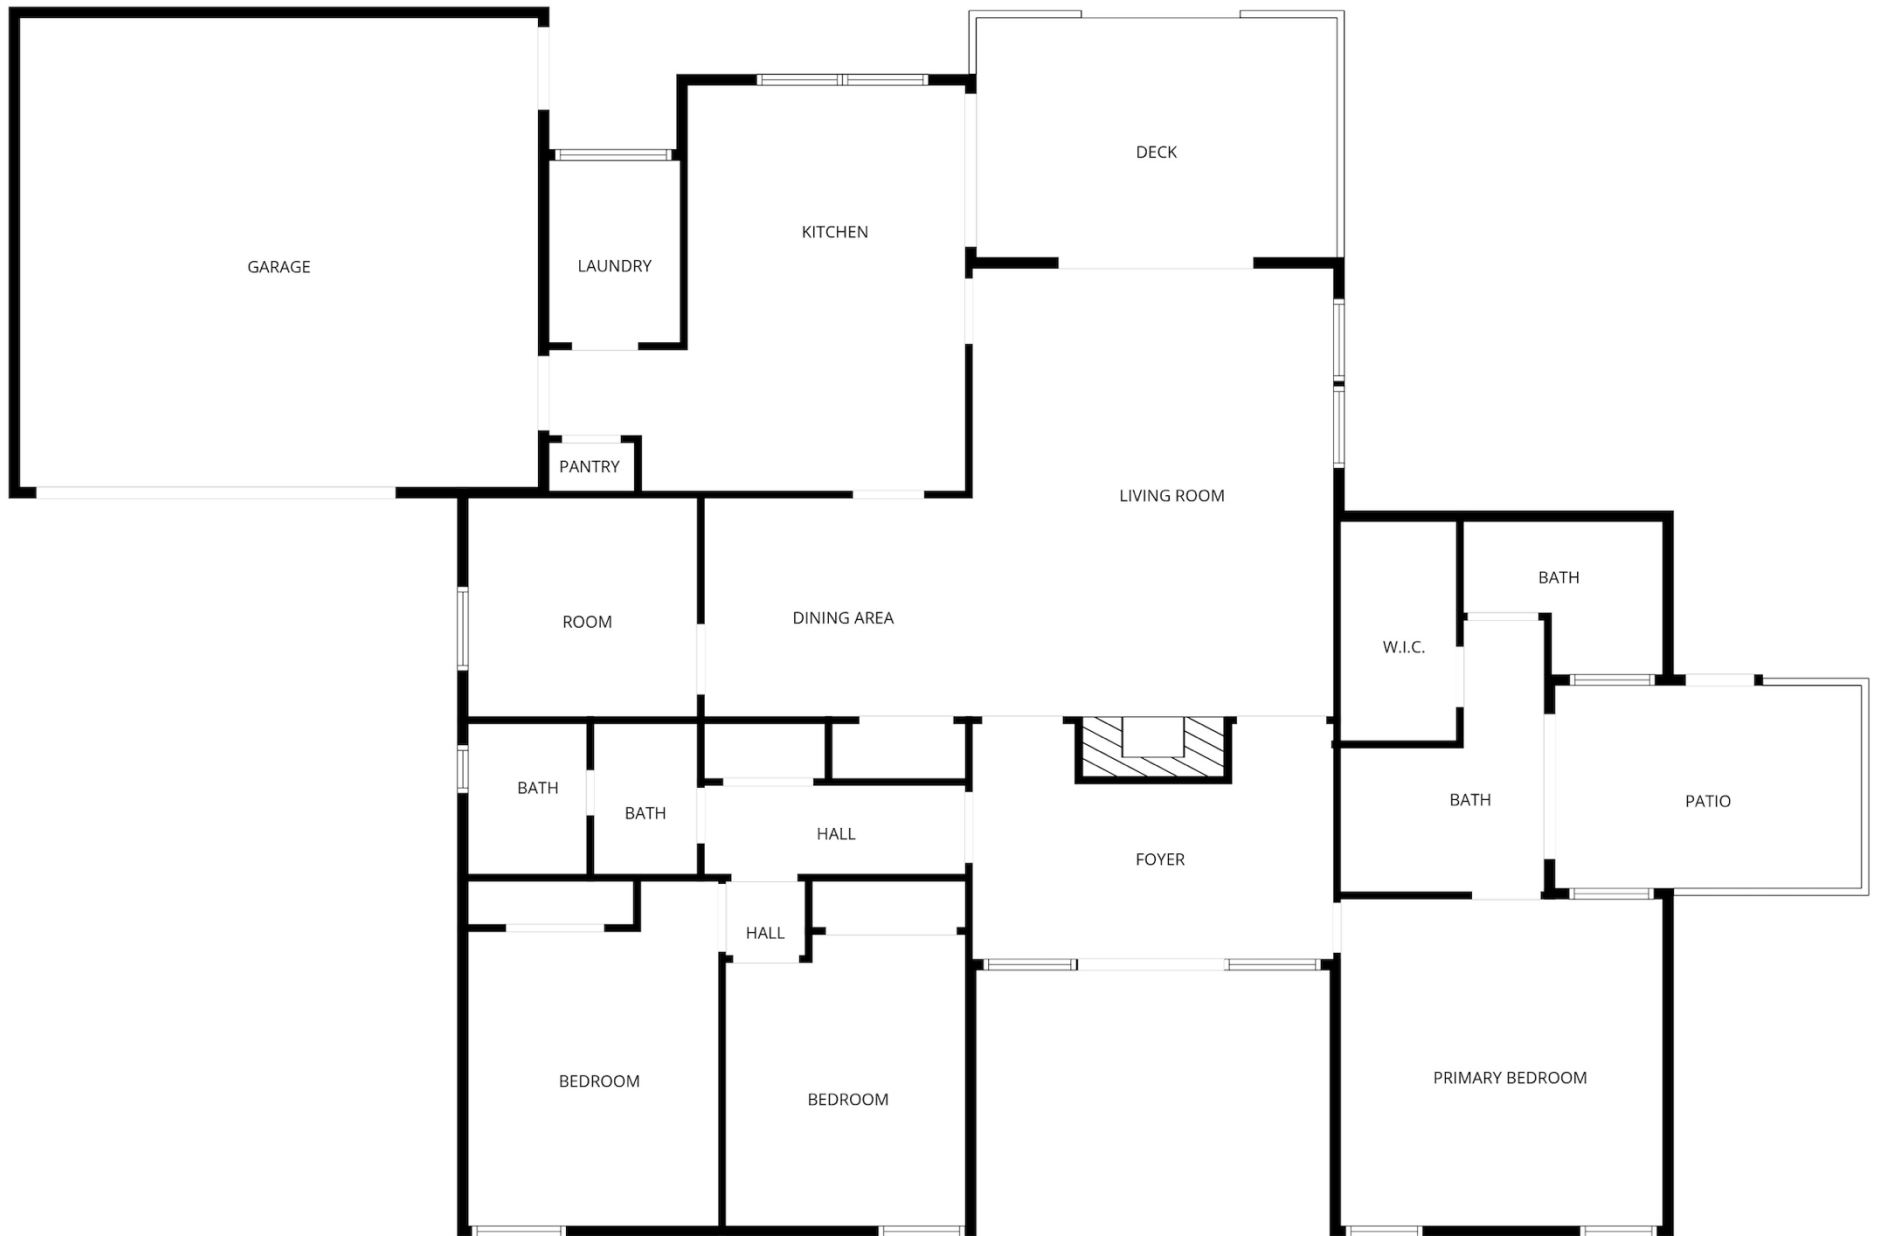 DECK
KITCHEN
GARAGE
LAUNDRY
PANTRY
LIVING ROOM
BATH
ROOM
DINING AREA
W.I.C.
BATH
BATH
HALL
BATH
PATIO
FOYER
HALL
BEDROOM
BEDROOM
PRIMARY BEDROOM